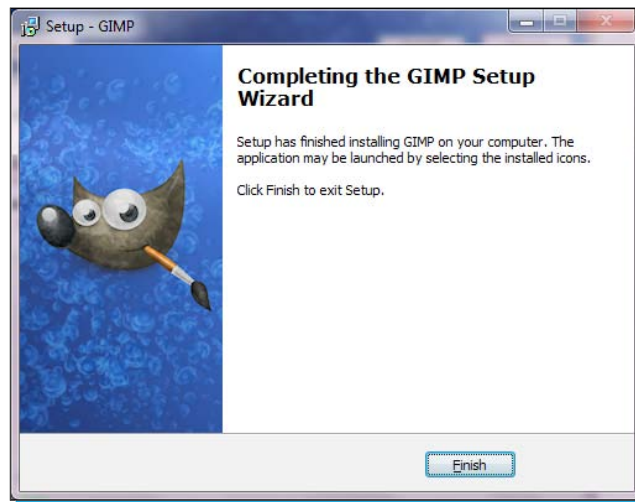 Setup - GIMP
Completing the GIMP Setup
Wizard
Setup has finished installing GIMP on your computer. The
application may be launched by selecting the installed icons.
Click Finish to exit Setup.
Finish